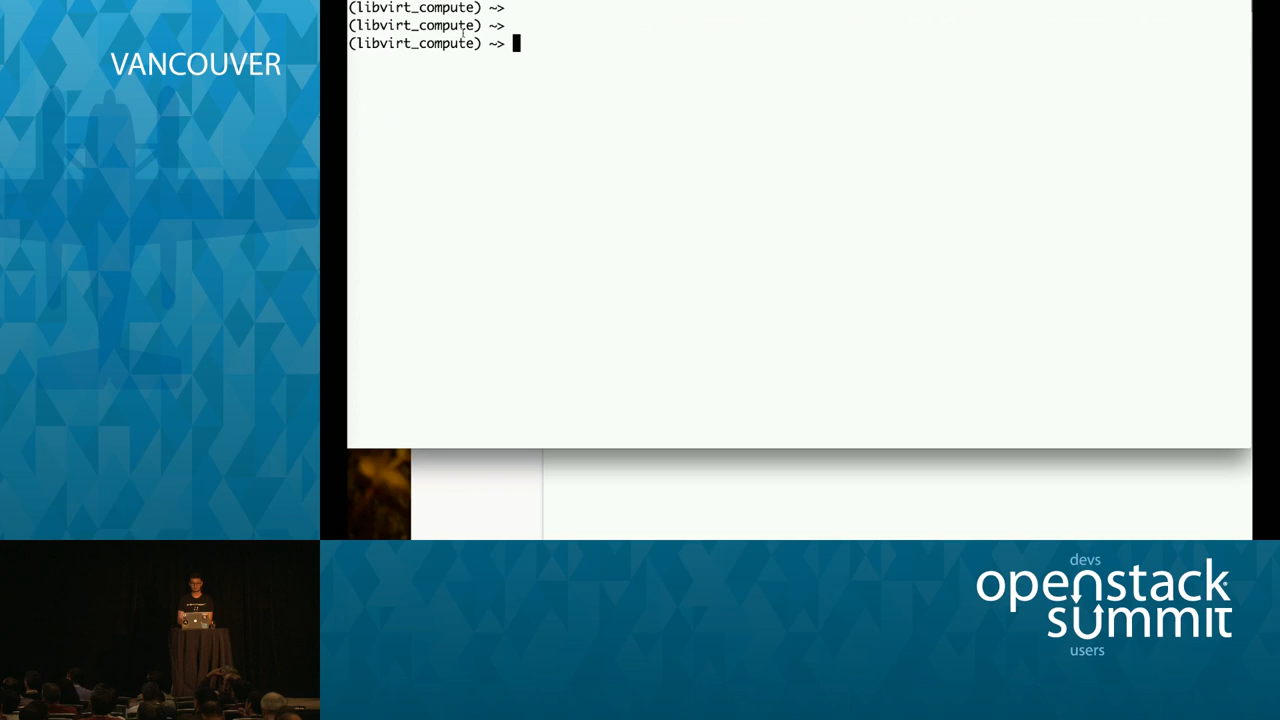 VANCOUVER
(libvirt_compute) ~>
(libvirt_compute) ~>
(libvirt_compute) ~>
devs
openstack
summit
users